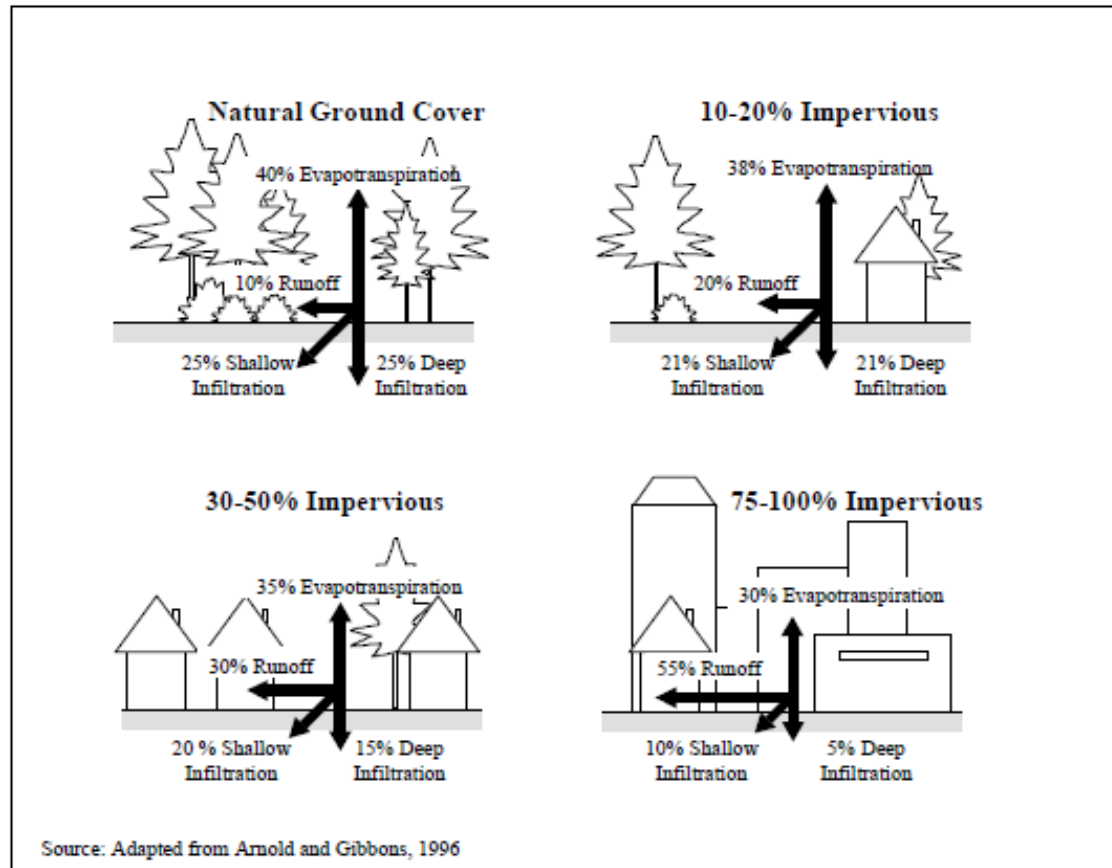 Natural Ground Cover
40% Evapotranspiration
10% Runoff
25% Shallow
Infiltration
25% Deep
Infiltration
10-20% Impervious
38% Evapotranspiration
20% Runoff
21% Shallow
Infiltration
21% Deep
Infiltration
30-50% Impervious
35% Evapotranspiration
30% Runoff
20 % Shallow
Infiltration
15% Deep
Infiltration
75-100% Impervious
30% Evapotranspiration
55% Runoff
10% Shallow
Infiltration
5% Deep
Infiltration
Source: Adapted from Arnold and Gibbons, 1996